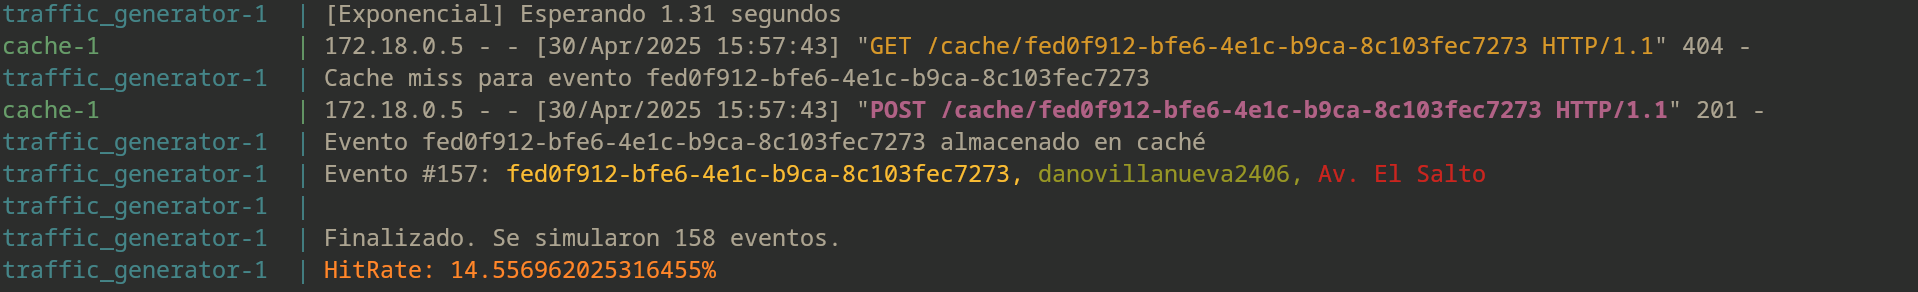 traffic_generator-1 | [Exponencial] Esperando 1.31 segundos
cache-1 | 172.18.0.5 - - [30/Apr/2025 15:57:43] "GET /cache/fed0f912-bfe6-4e1c-b9ca-8c103fec7273 HTTP/1.1" 404 -
traffic_generator-1 | Cache miss para evento fed0f912-bfe6-4e1c-b9ca-8c103fec7273
cache-1 | 172.18.0.5 - - [30/Apr/2025 15:57:43] "POST /cache/fed0f912-bfe6-4e1c-b9ca-8c103fec7273 HTTP/1.1" 201 -
traffic_generator-1 | Evento fed0f912-bfe6-4e1c-b9ca-8c103fec7273 almacenado en caché
traffic_generator-1 | Evento #157: fed0f912-bfe6-4e1c-b9ca-8c103fec7273, danovillanueva2406, Av. El Salto
traffic_generator-1 |
traffic_generator-1 | Finalizado. Se simularon 158 eventos.
traffic_generator-1 | HitRate: 14.556962025316455%